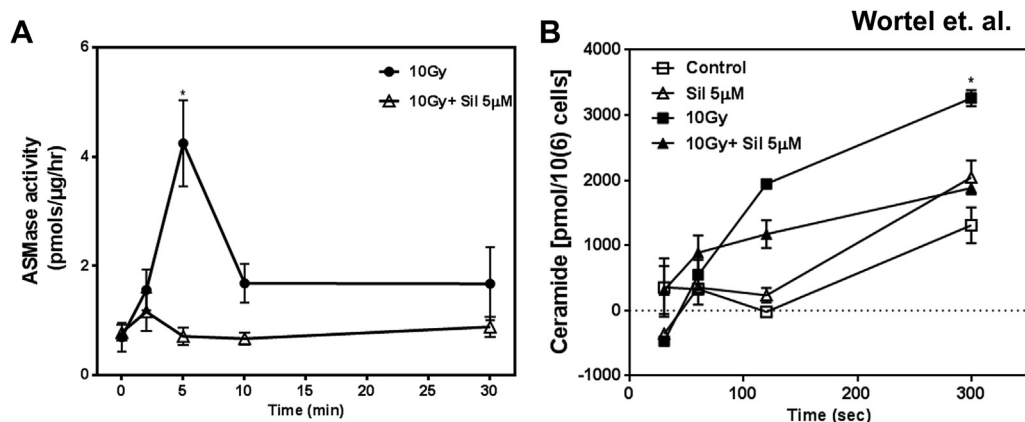 Wortel et. al.
A
B
6
4
2
0
ASMase activity
(pmols/µg/hr)
10Gy
10Gy+ Sil 5µM
*
0 5 10 15 20 25 30
Time (min)
4000
3000
2000
1000
0
-1000
Ceramide [pmol/10(6) cells]
Control
Sil 5µM
10Gy
10Gy+ Sil 5µM
*
0 100 200 300
Time (sec)